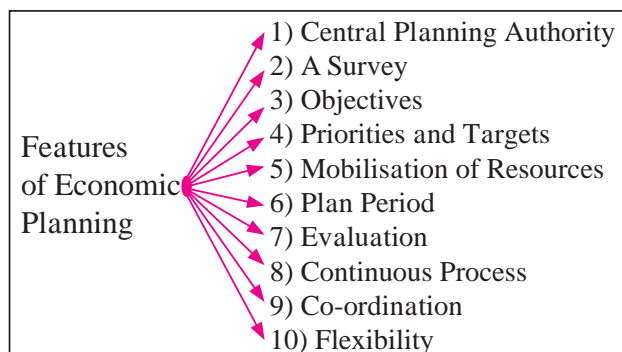 Features
of Economic
Planning
1) Central Planning Authority
2) A Survey
3) Objectives
4) Priorities and Targets
5) Mobilisation of Resources
6) Plan Period
7) Evaluation
8) Continuous Process
9) Co-ordination
10) Flexibility